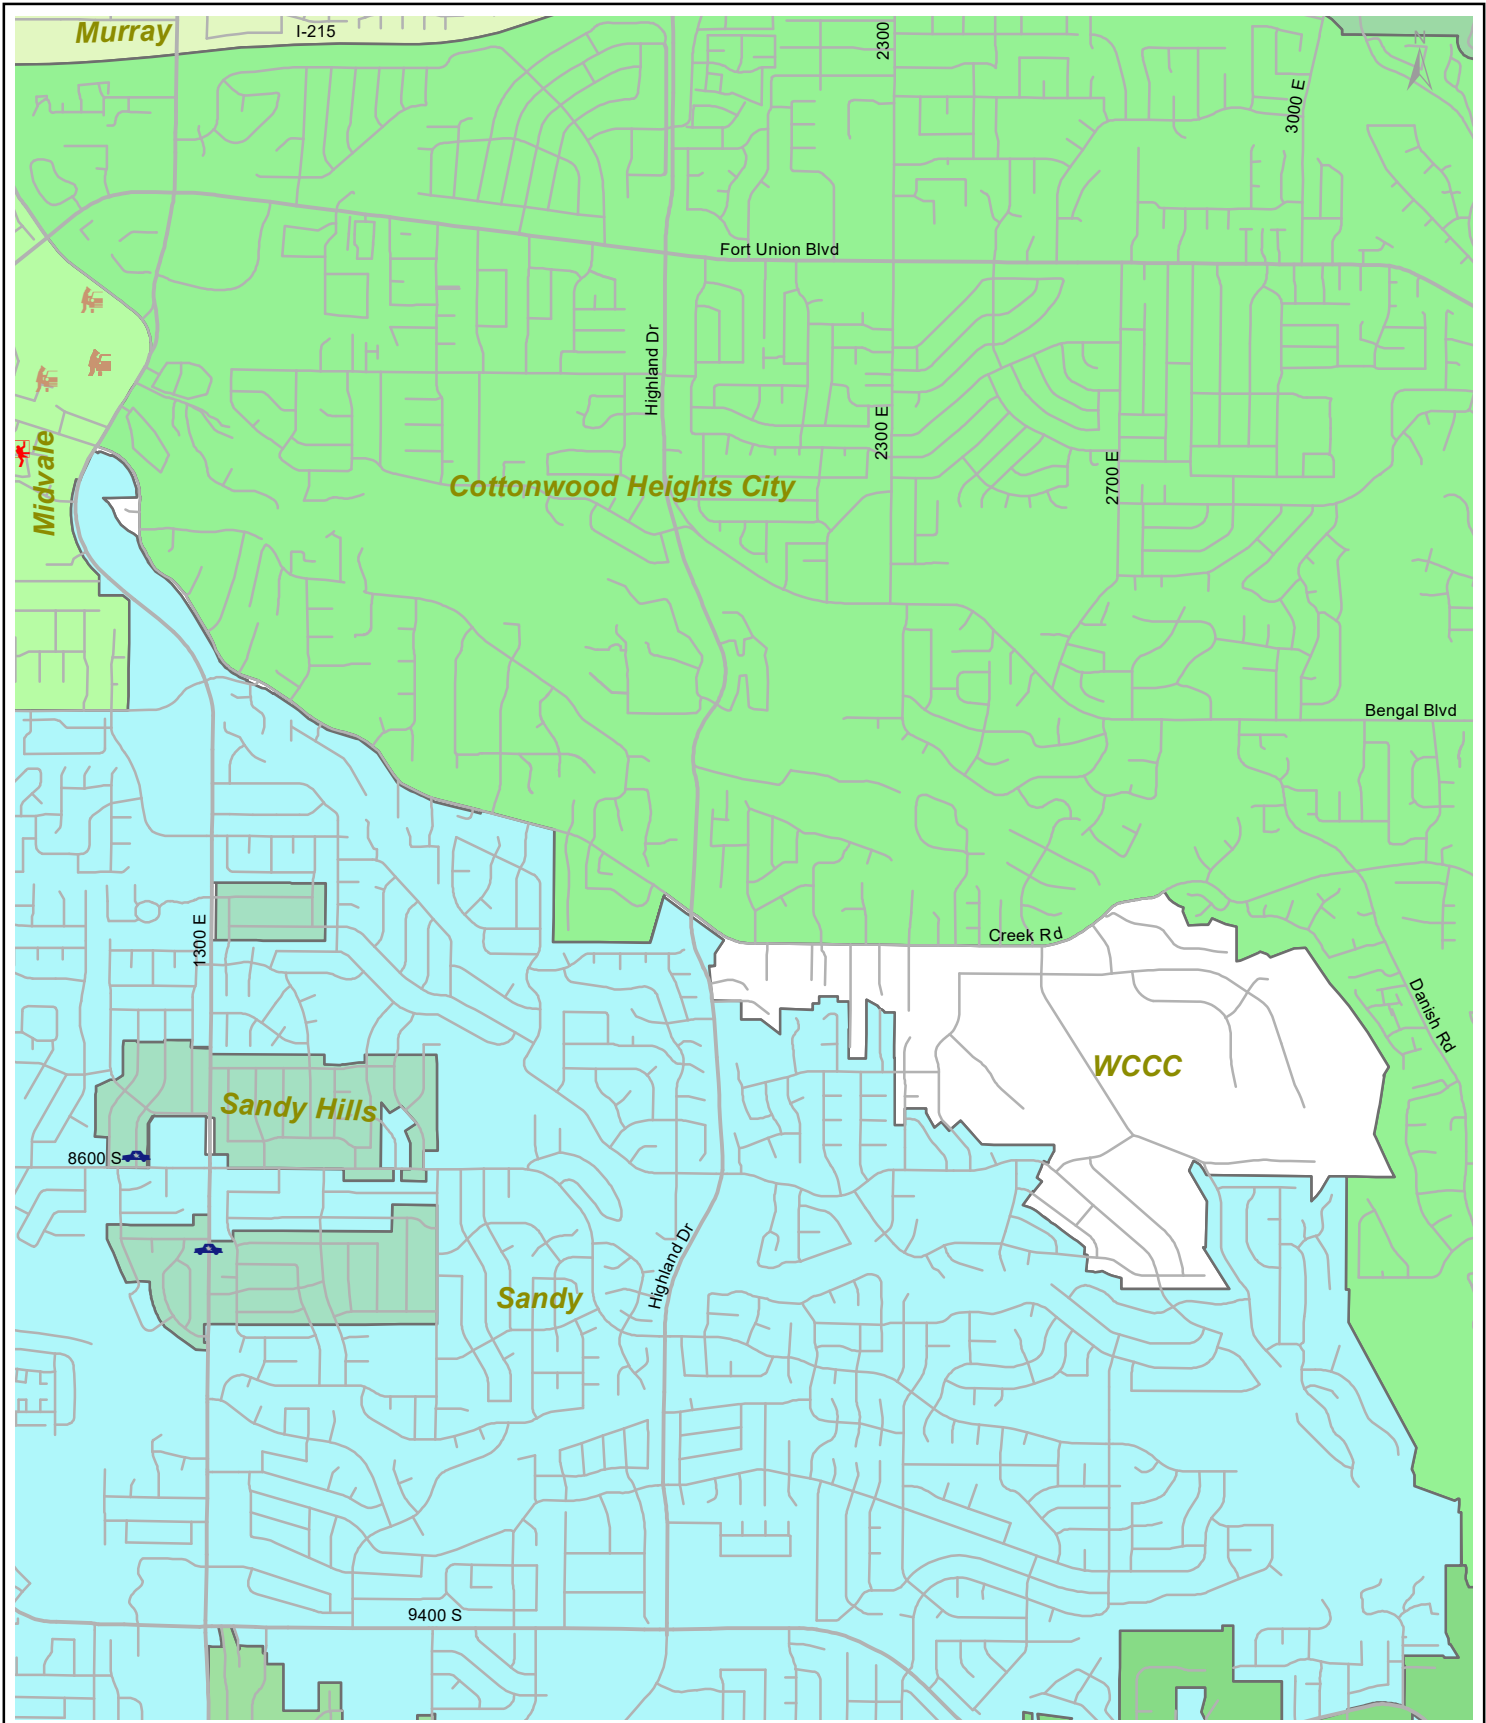 Murray
I-215
2300
N
3000 E
Fort Union Blvd
Highland Dr
2300 E
Midvale
2700 E
Cottonwood Heights City
Bengal Blvd
1300 E
Creek Rd
Danish Rd
WCCC
Sandy Hills
8600 S
Highland Dr
Sandy
9400 S